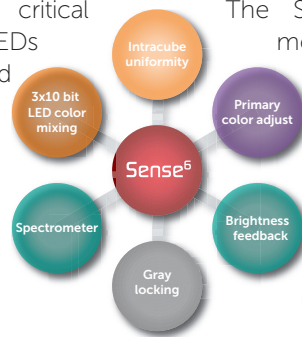 critical
The S
EDs
Intracube
uniformity
3x10 bit
LED color
mixing
Primary
color adjust
Sense⁶
Spectrometer
Brightness
feedback
Gray
locking